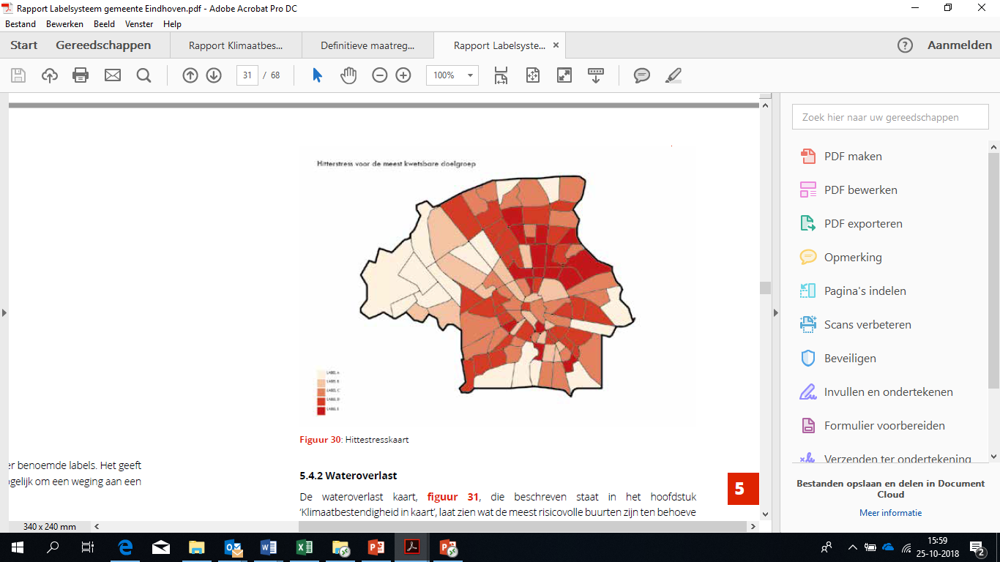 Rapport Labelsysteem gemeente Eindhoven.pdf - Adobe Acrobat Pro DC
Bestand Bewerken Beeld Venster Help
Start Gereedschappen Rapport Klimaatbes... Definitieve maatreg... Rapport Labelsyste... × Aanmelden
31 / 68 100%
Hitterstress voor de meest kwetsbare doelgroep
LABEL A
LABEL B
LABEL C
LABEL D
LABEL E
Figuur 30: Hittestresskaart
er benoemde labels. Het geeft
ogelijk om een weging aan een
5.4.2 Wateroverlast
De wateroverlast kaart, figuur 31, die beschreven staat in het hoofdstuk
‘Klimaatbestendigheid in kaart’, laat zien wat de meest risicovolle buurten zijn ten behoeve
5
340 x 240 mm
Zoek hier naar uw gereedschappen
PDF maken
PDF bewerken
PDF exporteren
Opmerking
Pagina's indelen
Scans verbeteren
Beveiligen
Invullen en ondertekenen
Formulier voorbereiden
Verzenden ter ondertekening
Bestanden opslaan en delen in Document
Cloud
Meer informatie
15:59
25-10-2018
2